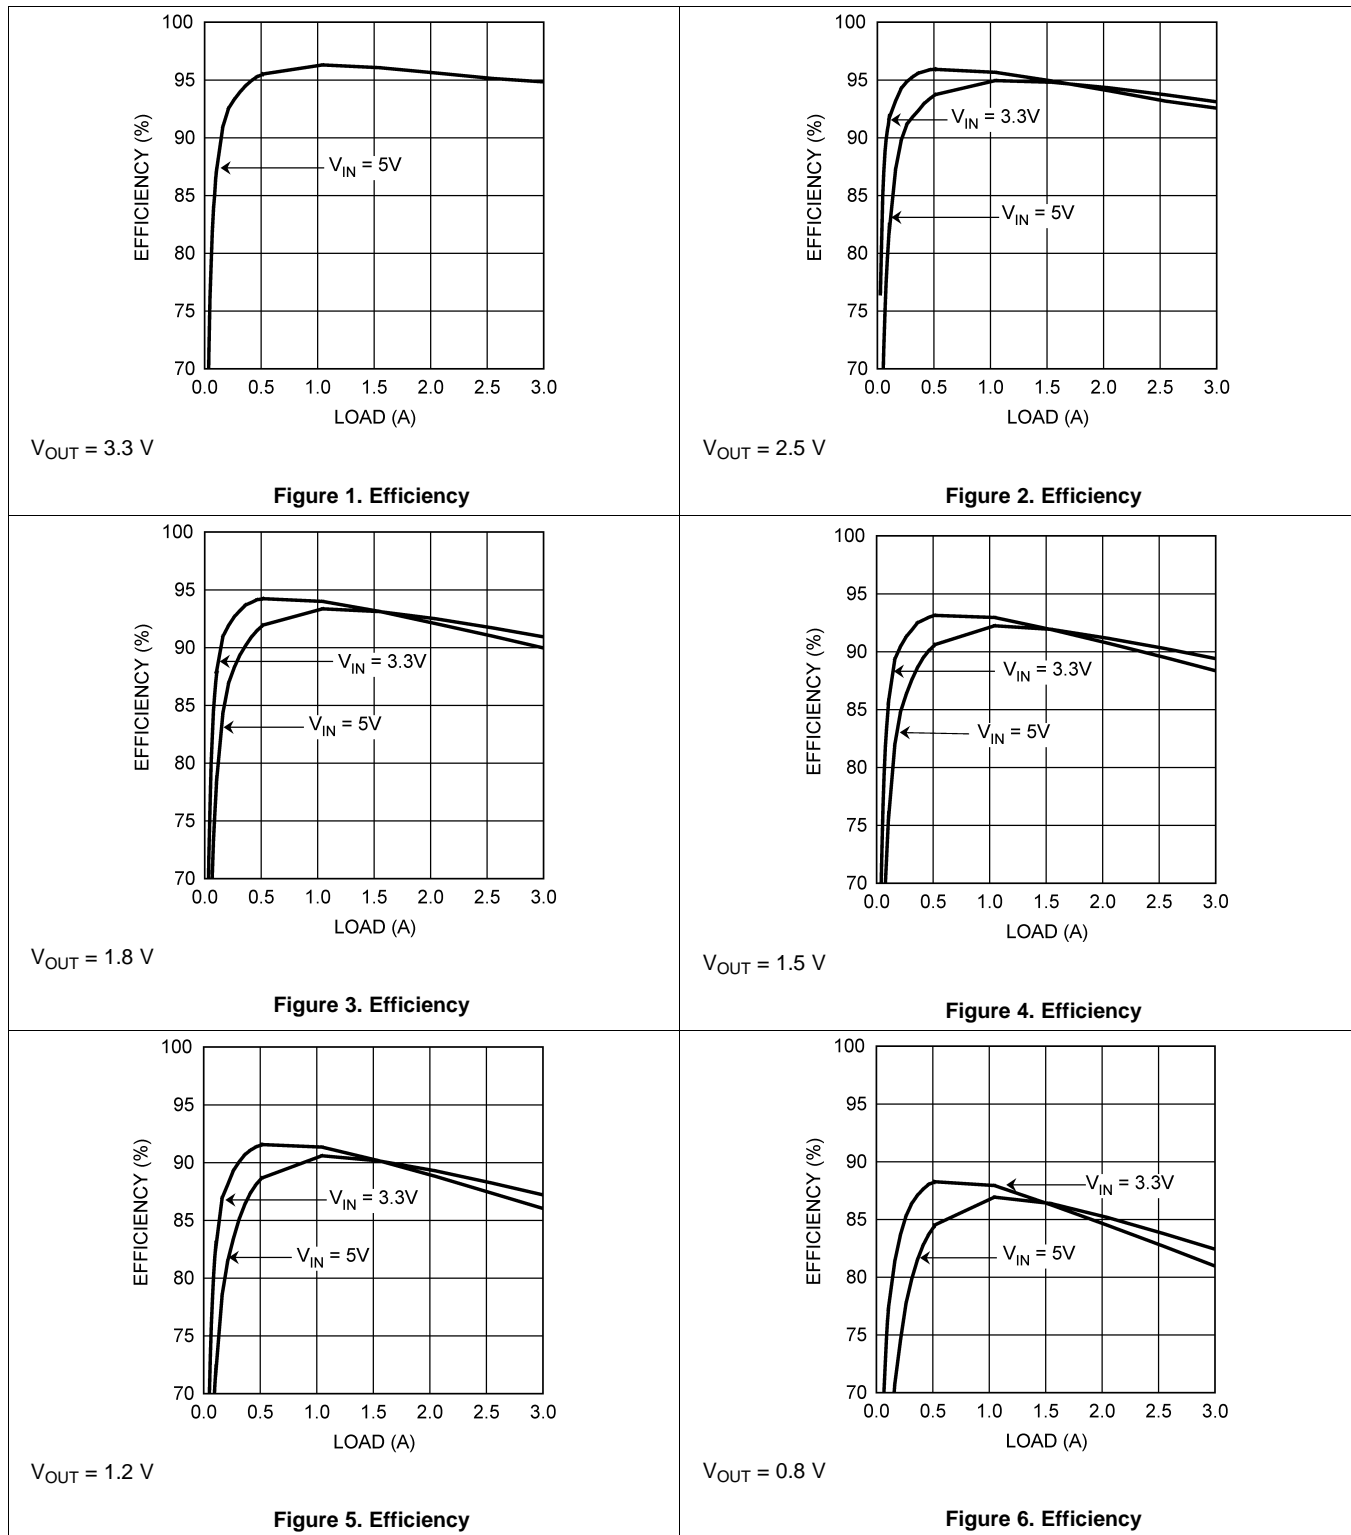 100
95
90
85
80
75
70
EFFICIENCY (%)
V_IN = 5V
0.0 0.5 1.0 1.5 2.0 2.5 3.0
LOAD (A)
V_OUT = 3.3 V
Figure 1. Efficiency
100
95
90
85
80
75
70
EFFICIENCY (%)
V_IN = 3.3V
V_IN = 5V
0.0 0.5 1.0 1.5 2.0 2.5 3.0
LOAD (A)
V_OUT = 2.5 V
Figure 2. Efficiency
100
95
90
85
80
75
70
EFFICIENCY (%)
V_IN = 3.3V
V_IN = 5V
0.0 0.5 1.0 1.5 2.0 2.5 3.0
LOAD (A)
V_OUT = 1.8 V
Figure 3. Efficiency
100
95
90
85
80
75
70
EFFICIENCY (%)
V_IN = 3.3V
V_IN = 5V
0.0 0.5 1.0 1.5 2.0 2.5 3.0
LOAD (A)
V_OUT = 1.5 V
Figure 4. Efficiency
100
95
90
85
80
75
70
EFFICIENCY (%)
V_IN = 3.3V
V_IN = 5V
0.0 0.5 1.0 1.5 2.0 2.5 3.0
LOAD (A)
V_OUT = 1.2 V
Figure 5. Efficiency
100
95
90
85
80
75
70
EFFICIENCY (%)
V_IN = 3.3V
V_IN = 5V
0.0 0.5 1.0 1.5 2.0 2.5 3.0
LOAD (A)
V_OUT = 0.8 V
Figure 6. Efficiency